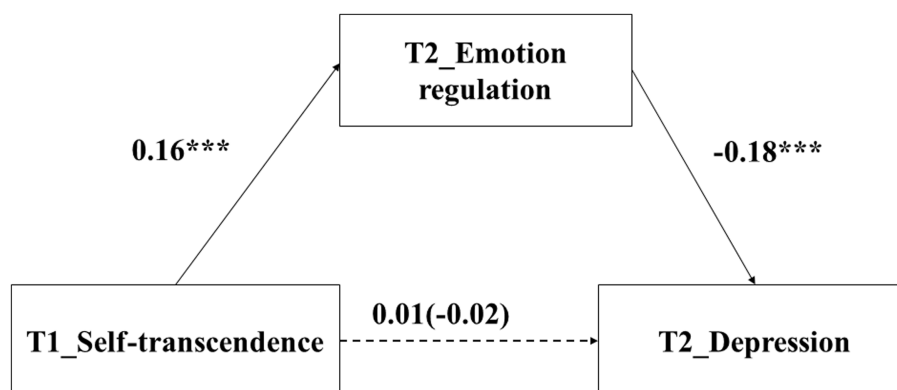 T2_Emotion
regulation
0.16***
-0.18***
0.01(-0.02)
T1_Self-transcendence
T2_Depression